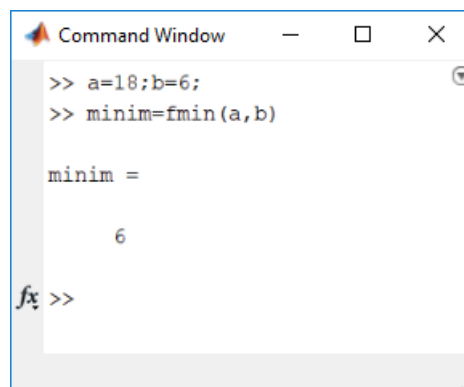 Command Window
>> a=18;b=6;
>> minim=fmin(a,b)
minim =
6
fx >>